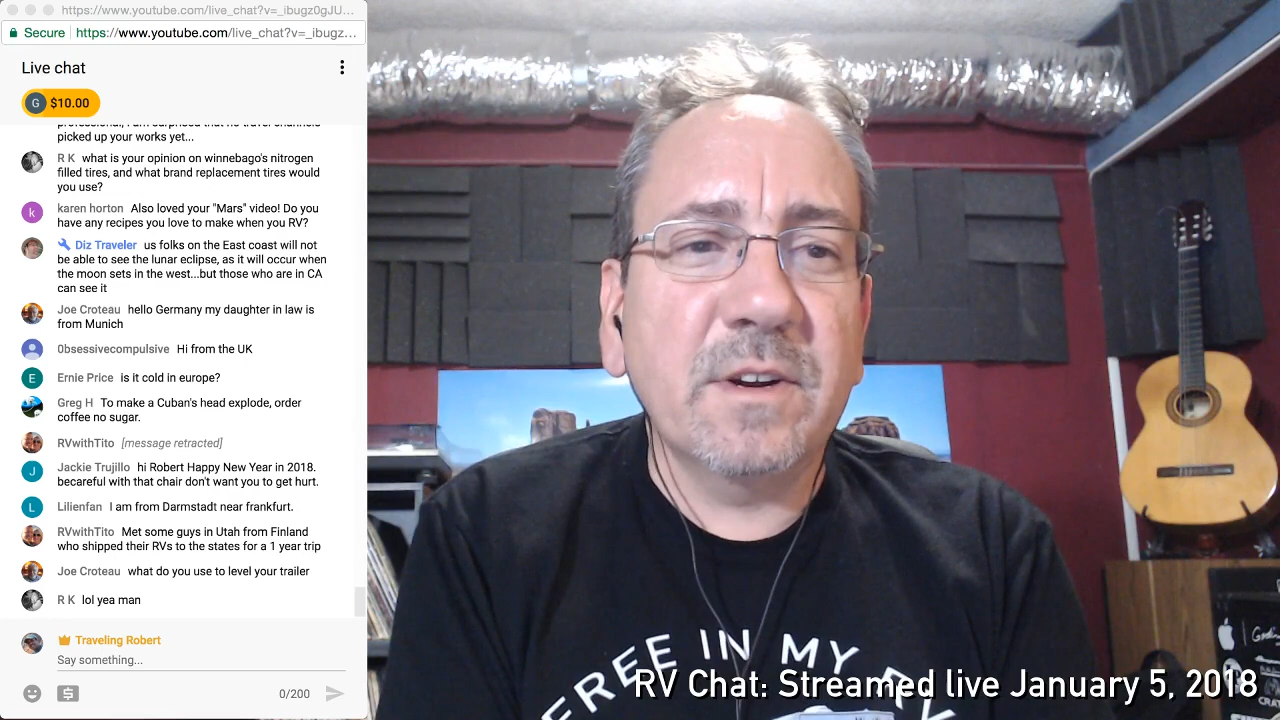 https://www.youtube.com/live_chat?v=_ibugz0gJU...
Secure https://www.youtube.com/live_chat?v=_ibugz...
Live chat
G $10.00
picked up your works yet...
R K what is your opinion on winnebago's nitrogen
filled tires, and what brand replacement tires would
you use?
k karen horton Also loved your "Mars" video! Do you
have any recipes you love to make when you RV?
Diz Traveler us folks on the East coast will not
be able to see the lunar eclipse, as it will occur when
the moon sets in the west...but those who are in CA
can see it
Joe Croteau hello Germany my daughter in law is
from Munich
0bsessivecompulsive Hi from the UK
E Ernie Price is it cold in europe?
Greg H To make a Cuban's head explode, order
coffee no sugar.
RVwithTito [message retracted]
J Jackie Trujillo hi Robert Happy New Year in 2018.
becareful with that chair don't want you to get hurt.
L Lilienfan I am from Darmstadt near frankfurt.
RVwithTito Met some guys in Utah from Finland
who shipped their RVs to the states for a 1 year trip
Joe Croteau what do you use to level your trailer
R K lol yea man
Traveling Robert
Say something...
0/200
FREE IN MY RV
RV Chat: Streamed live January 5, 2018